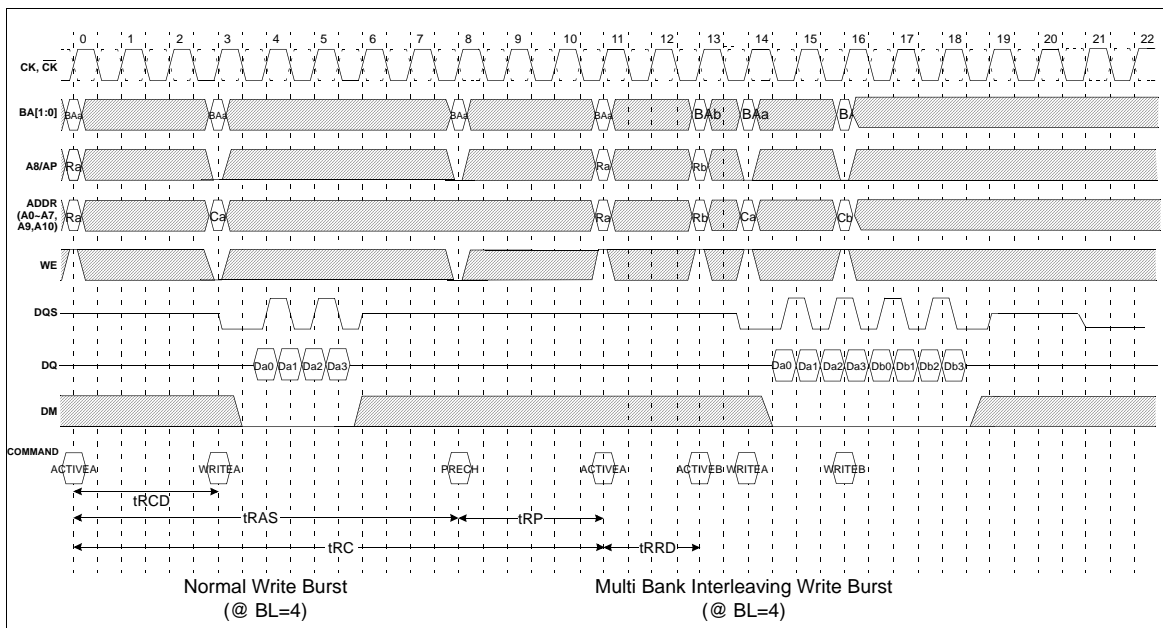 0 1 2 3 4 5 6 7 8 9 10 11 12 13 14 15 16 17 18 19 20 21 22
CK, CK
BA[1:0] BAa BAa BAa BAa BAb BAa BA
A8/AP Ra Ra Rb
ADDR
(A0~A7,
A9,A10)
Ra Ca Ra Rb Ca Cb
WE
DQS
DQ Da0 Da1 Da2 Da3 Da0 Da1 Da2 Da3 Db0 Db1 Db2 Db3
DM
COMMAND
ACTIVEA WRITEA PRECH ACTIVEA ACTIVEB WRITEA WRITEB
tRCD
tRAS tRP
tRC tRRD
Normal Write Burst Multi Bank Interleaving Write Burst
(@ BL=4) (@ BL=4)